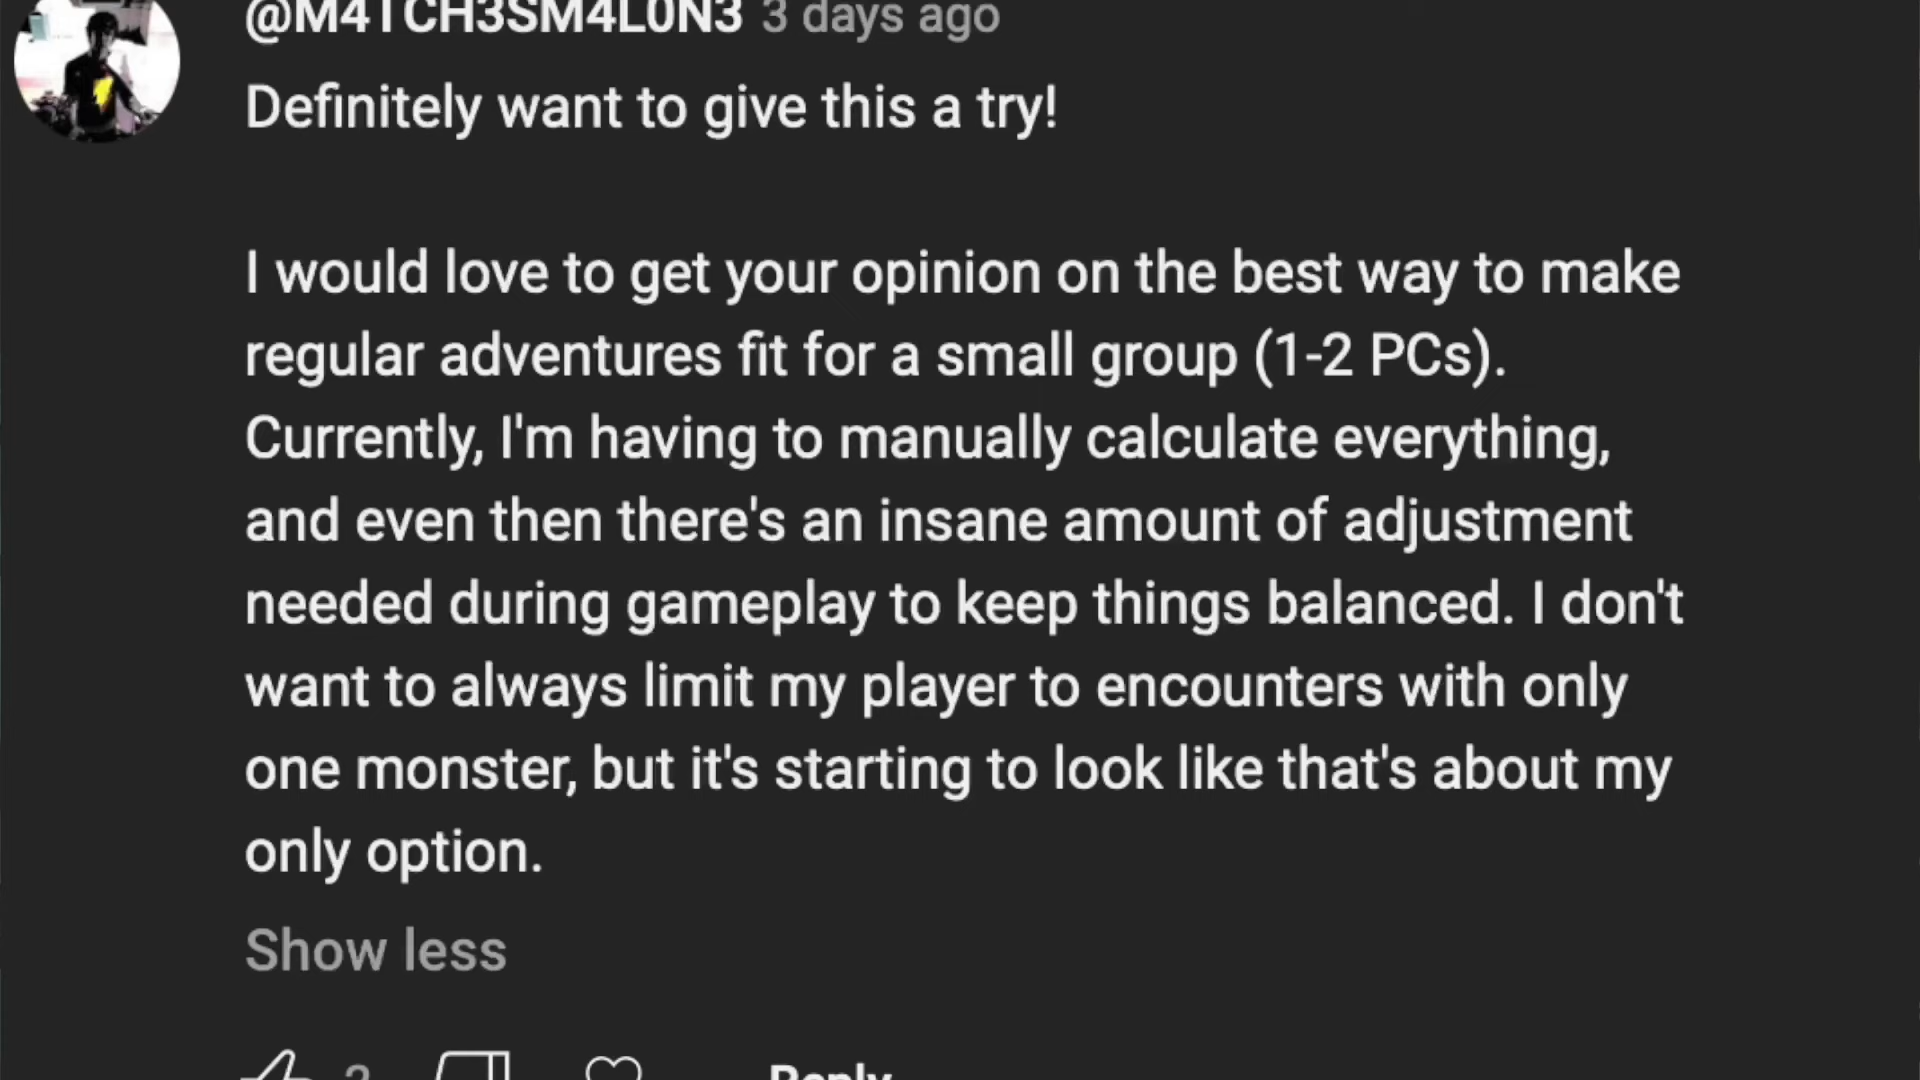 @M4TCH3SM4L0N3 3 days ago
Definitely want to give this a try!
I would love to get your opinion on the best way to make
regular adventures fit for a small group (1-2 PCs).
Currently, I'm having to manually calculate everything,
and even then there's an insane amount of adjustment
needed during gameplay to keep things balanced. I don't
want to always limit my player to encounters with only
one monster, but it's starting to look like that's about my
only option.
Show less
Reply